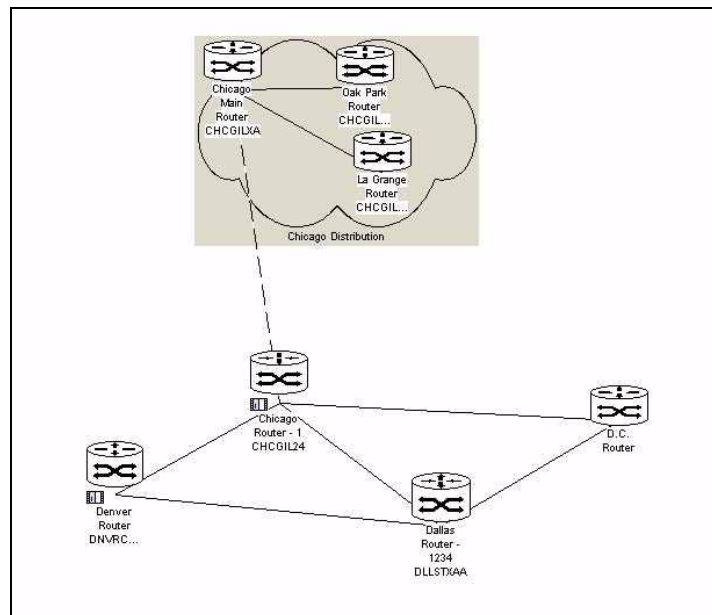 Chicago
Main
Router
CHCGILXA
Oak Park
Router
CHCGIL...
La Grange
Router
CHCGIL...
Chicago Distribution
Chicago
Router - 1
CHCGIL24
D.C.
Router
Denver
Router
DNVRC...
Dallas
Router -
1234
DLLSTXAA